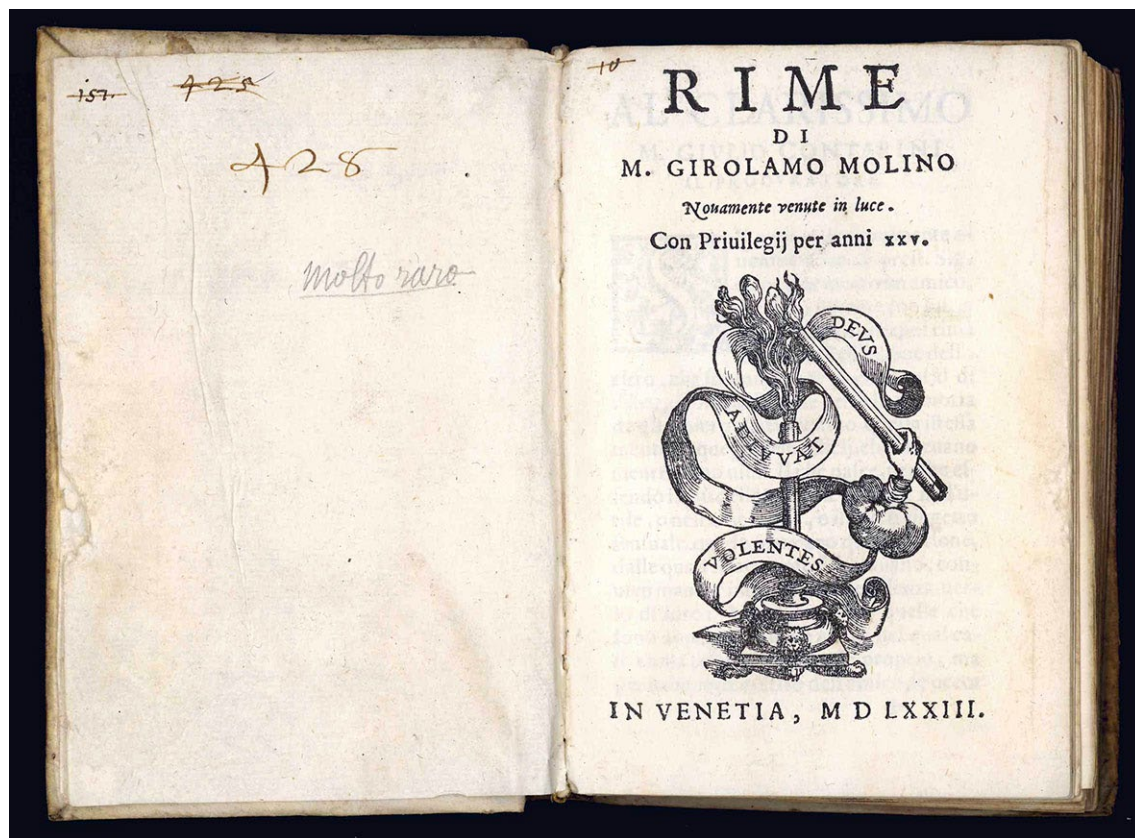 157. 425
428
molto raro
10
RIME
DI
M. GIROLAMO MOLINO
Nouamente venute in luce.
Con Priuilegij per anni xxv.
DEVS
ADIVVAT
VOLENTES
IN VENETIA, M D LXXIII.